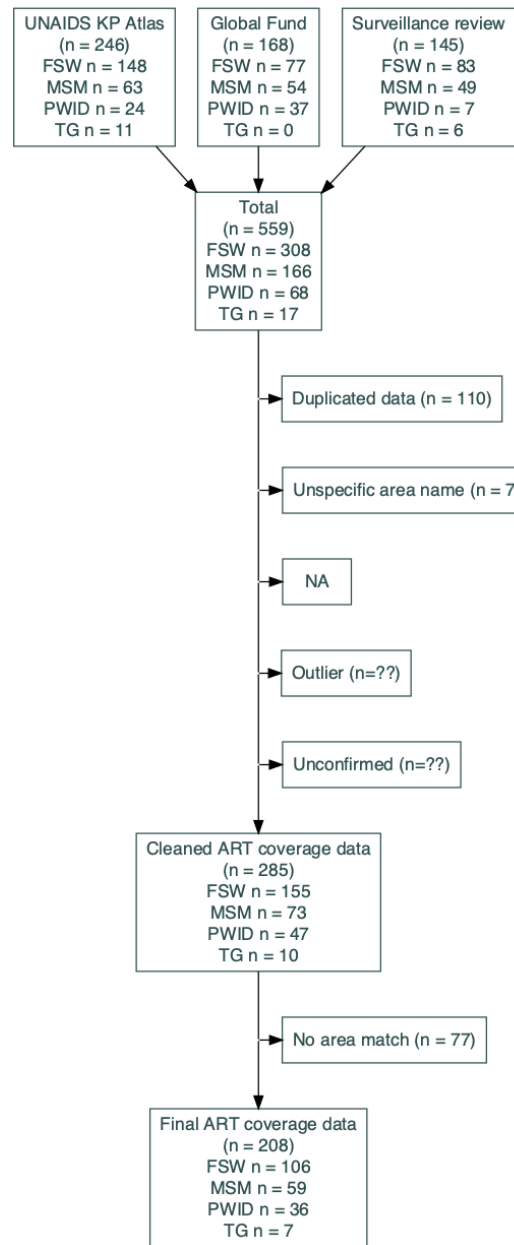 UNAIDS KP Atlas
(n = 246)
FSW n = 148
MSM n = 63
PWID n = 24
TG n = 11
Global Fund
(n = 168)
FSW n = 77
MSM n = 54
PWID n = 37
TG n = 0
Surveillance review
(n = 145)
FSW n = 83
MSM n = 49
PWID n = 7
TG n = 6
Total
(n = 559)
FSW n = 308
MSM n = 166
PWID n = 68
TG n = 17
Duplicated data (n = 110)
Unspecific area name (n = 7
NA
Outlier (n=??)
Unconfirmed (n=??)
Cleaned ART coverage data
(n = 285)
FSW n = 155
MSM n = 73
PWID n = 47
TG n = 10
No area match (n = 77)
Final ART coverage data
(n = 208)
FSW n = 106
MSM n = 59
PWID n = 36
TG n = 7